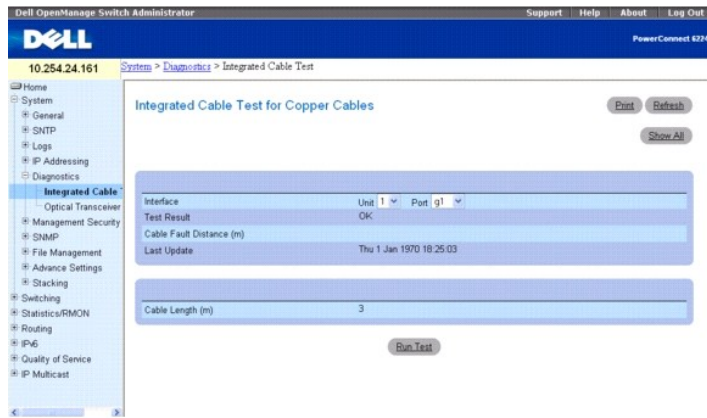 Dell OpenManage Switch Administrator Support Help About Log Out
DELL
PowerConnect 6224
10.254.24.161
System > Diagnostics > Integrated Cable Test
Home
System
General
SNTP
Logs
IP Addressing
Diagnostics
Integrated Cable
Optical Transceiver
Management Security
SNMP
File Management
Advance Settings
Stacking
Switching
Statistics/RMON
Routing
IPv6
Quality of Service
IP Multicast
Integrated Cable Test for Copper Cables
Print Refresh
Show All
Interface Unit 1 Port g1
Test Result OK
Cable Fault Distance (m)
Last Update Thu 1 Jan 1970 18:25:03
Cable Length (m) 3
Run Test